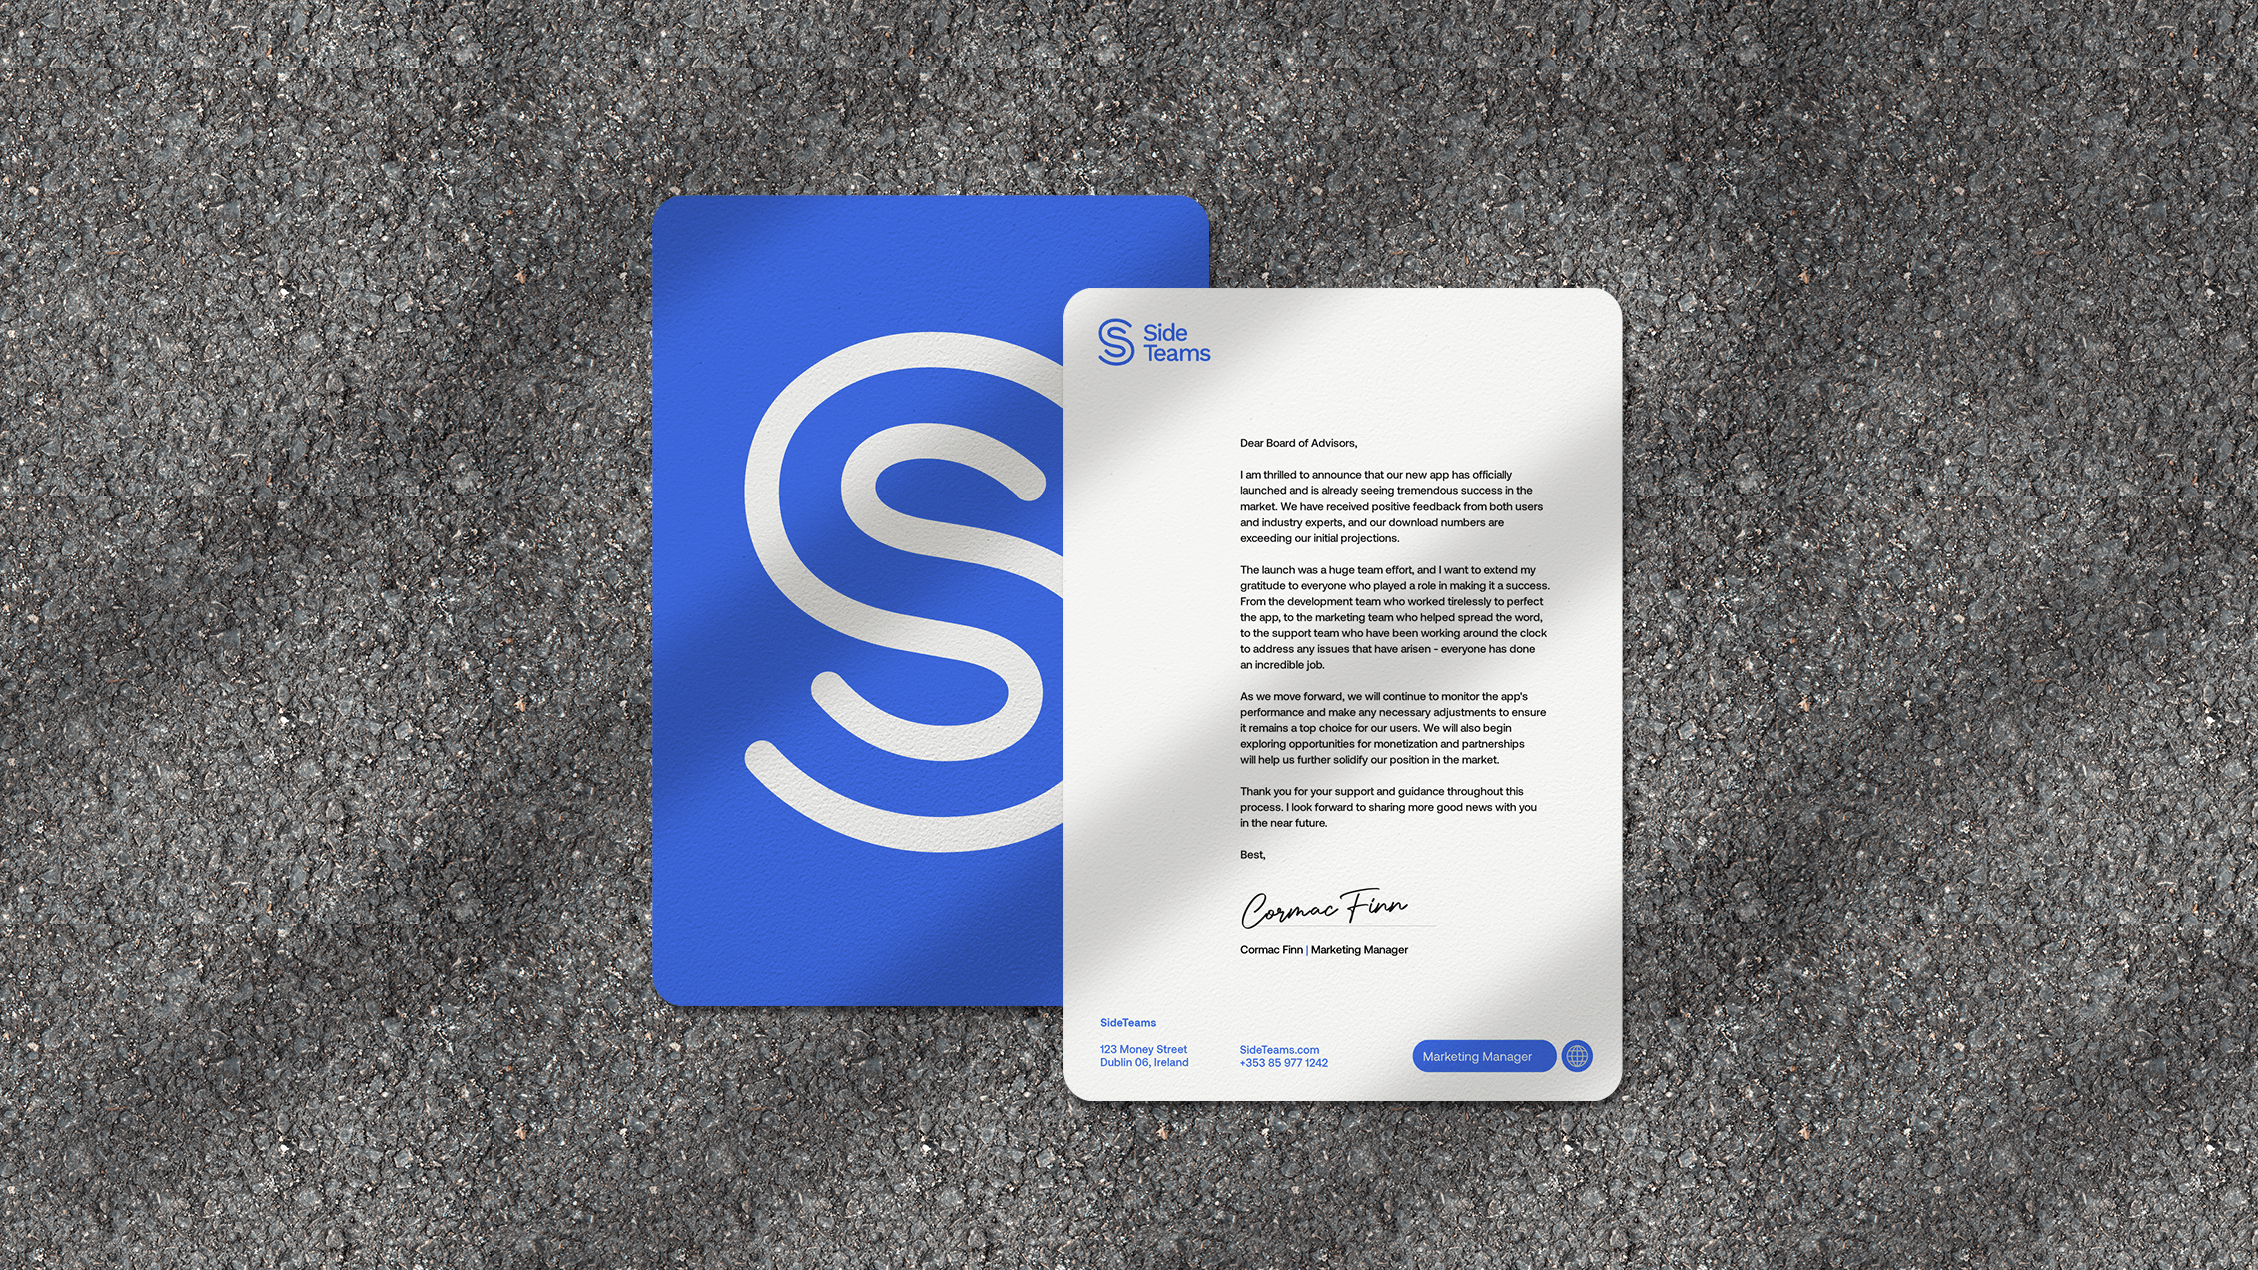 Side
Teams
Dear Board of Advisors,
I am thrilled to announce that our new app has officially
launched and is already seeing tremendous success in the
market. We have received positive feedback from both users
and industry experts, and our download numbers are
exceeding our initial projections.
The launch was a huge team effort, and I want to extend my
gratitude to everyone who played a role in making it a success.
From the development team who worked tirelessly to perfect
the app, to the marketing team who helped spread the word,
to the support team who have been working around the clock
to address any issues that have arisen - everyone has done
an incredible job.
As we move forward, we will continue to monitor the app's
performance and make any necessary adjustments to ensure
it remains a top choice for our users. We will also begin
exploring opportunities for monetization and partnerships
will help us further solidify our position in the market.
Thank you for your support and guidance throughout this
process. I look forward to sharing more good news with you
in the near future.
Best,
Cormac Finn
Cormac Finn | Marketing Manager
SideTeams
123 Money Street
Dublin 06, Ireland
SideTeams.com
+353 85 977 1242
Marketing Manager